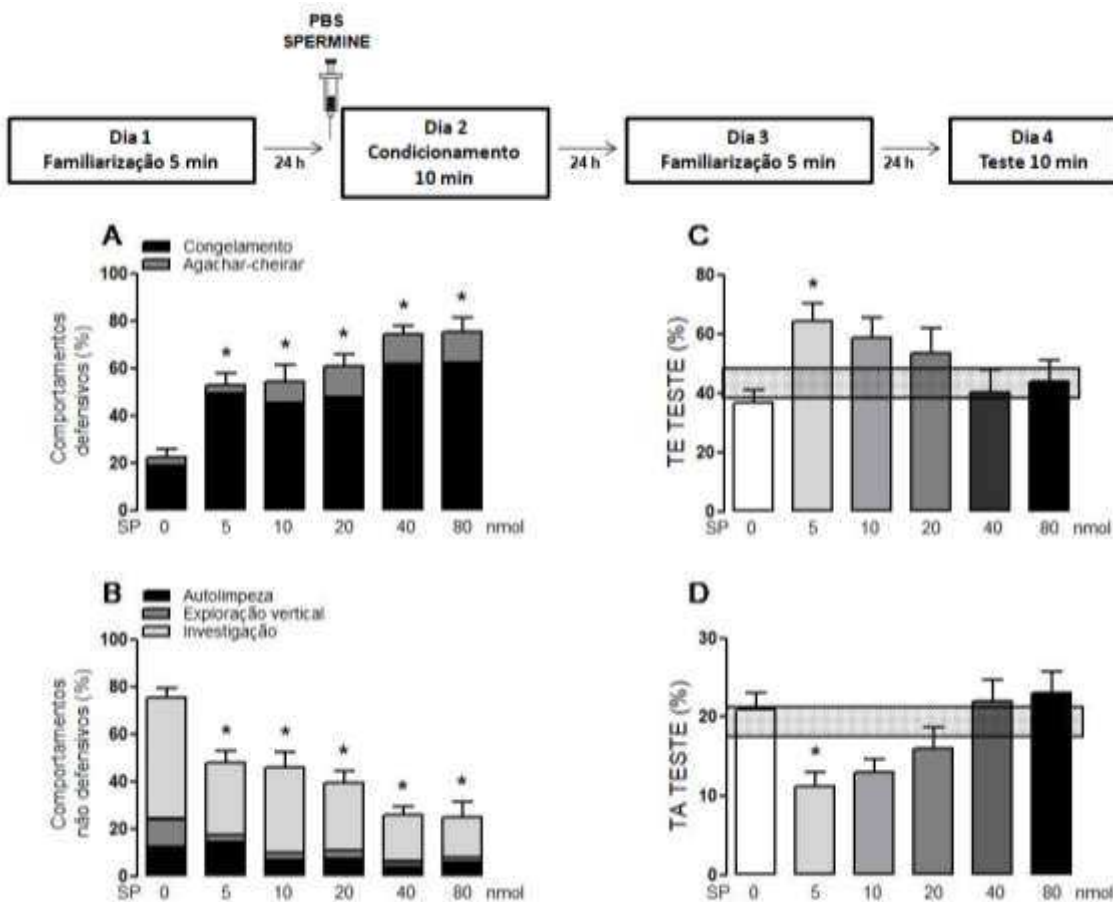 PBS
SPERMINE
Dia 1
Familiarização 5 min
24 h
Dia 2
Condicionamento
10 min
24 h
Dia 3
Familiarização 5 min
24 h
Dia 4
Teste 10 min
A
Congelamento
Agachar-cheirar
Comportamentos
defensivos (%)
100
80
60
40
20
0
* * * * *
SP 0 5 10 20 40 80 nmol
C
TE TESTE (%)
80
60
40
20
0
*
SP 0 5 10 20 40 80 nmol
B
Autolimpeza
Exploração vertical
Investigação
Comportamentos
não defensivos (%)
100
80
60
40
20
0
* * * * *
SP 0 5 10 20 40 80 nmol
D
TA TESTE (%)
30
20
10
0
*
SP 0 5 10 20 40 80 nmol